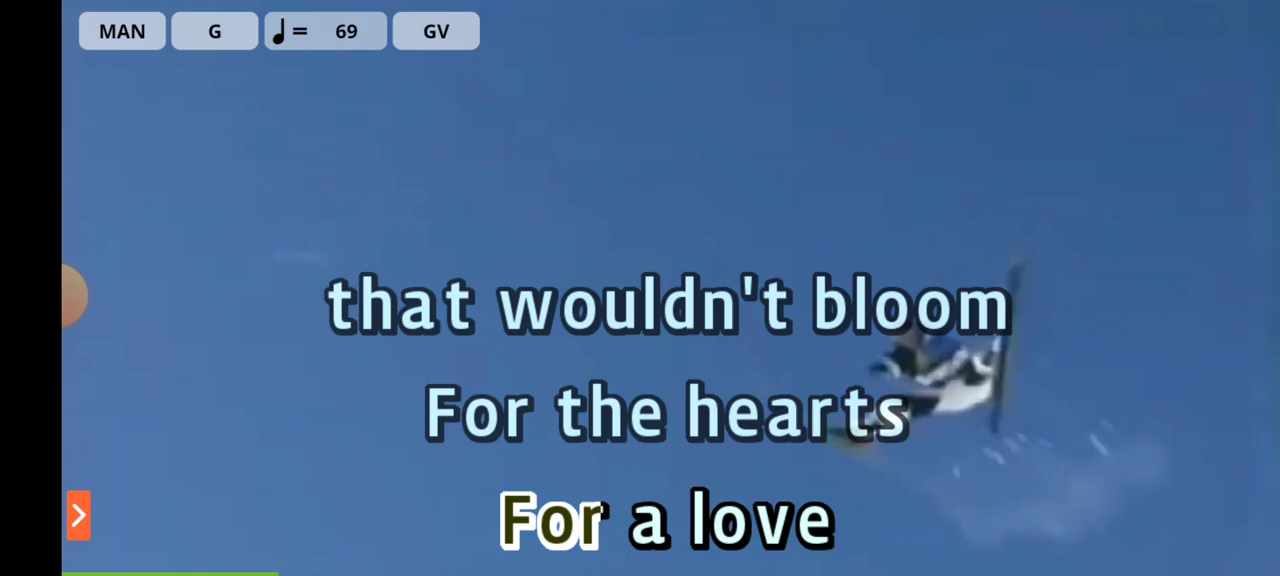 MAN G ♩= 69 GV
that wouldn't bloom
For the hearts
For a love